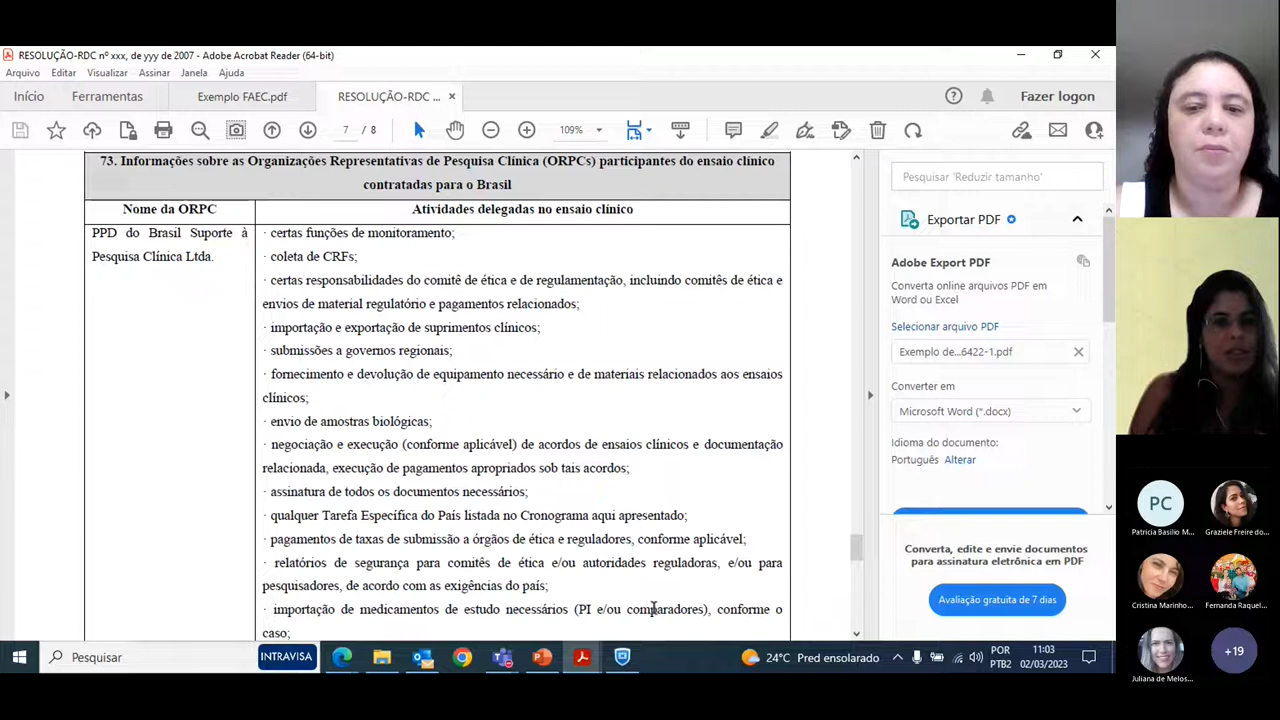 RESOLUÇÃO-RDC nº xxx, de yyy de 2007 - Adobe Acrobat Reader (64-bit)
Arquivo Editar Visualizar Assinar Janela Ajuda
Início Ferramentas Exemplo FAEC.pdf RESOLUÇÃO-RDC ... × Fazer logon
7 / 8 109%
73. Informações sobre as Organizações Representativas de Pesquisa Clínica (ORPCs) participantes do ensaio clínico
contratadas para o Brasil
Nome da ORPC Atividades delegadas no ensaio clínico
PPD do Brasil Suporte à
Pesquisa Clínica Ltda.
· certas funções de monitoramento;
· coleta de CRFs;
· certas responsabilidades do comitê de ética e de regulamentação, incluindo comitês de ética e
envios de material regulatório e pagamentos relacionados;
· importação e exportação de suprimentos clínicos;
· submissões a governos regionais;
· fornecimento e devolução de equipamento necessário e de materiais relacionados aos ensaios
clínicos;
· envio de amostras biológicas;
· negociação e execução (conforme aplicável) de acordos de ensaios clínicos e documentação
relacionada, execução de pagamentos apropriados sob tais acordos;
· assinatura de todos os documentos necessários;
· qualquer Tarefa Específica do País listada no Cronograma aqui apresentado;
· pagamentos de taxas de submissão a órgãos de ética e reguladores, conforme aplicável;
· relatórios de segurança para comitês de ética e/ou autoridades reguladoras, e/ou para
pesquisadores, de acordo com as exigências do país;
· importação de medicamentos de estudo necessários (PI e/ou comparadores), conforme o
caso;
Pesquisar 'Reduzir tamanho'
Exportar PDF
Adobe Export PDF
Converta online arquivos PDF em
Word ou Excel
Selecionar arquivo PDF
Exemplo de...6422-1.pdf
Converter em
Microsoft Word (*.docx)
Idioma do documento:
Português Alterar
Converta, edite e envie documentos
para assinatura eletrônica em PDF
Avaliação gratuita de 7 dias
PC
Patricia Basilio M...
Graziele Freire do...
Cristina Marinho...
Fernanda Raquel...
Juliana de Melos...
+19
Pesquisar
INTRAVISA
24°C Pred ensolarado
POR
PTB2
11:03
02/03/2023